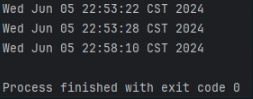 Wed Jun 05 22:53:22 CST 2024
Wed Jun 05 22:53:28 CST 2024
Wed Jun 05 22:58:10 CST 2024
Process finished with exit code 0